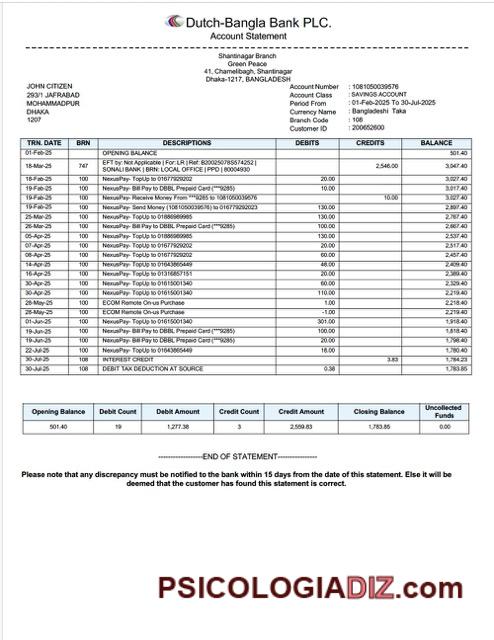 Dutch-Bangla Bank PLC.
Account Statement
Shantinagar Branch
Green Peace
41, Chamelibagh, Shantinagar
Dhaka-1217, BANGLADESH
JOHN CITIZEN
293/1 JAFRABAD
MOHAMMADPUR
DHAKA
1207
Account Number : 1081050039576
Account Class : SAVINGS ACCOUNT
Period From : 01-Feb-2025 To 30-Jul-2025
Currency Name : Bangladeshi Taka
Branch Code : 108
Customer ID : 200652600
TRN. DATE BRN DESCRIPTIONS DEBITS CREDITS BALANCE
01-Feb-25 OPENING BALANCE 501.40
18-Mar-25 747 EFT by: Not Applicable | For: LR | Ref: B20025078S574252 | SONALI BANK | BRN: LOCAL OFFICE | PPD | 80004930 2,546.00 3,047.40
18-Feb-25 100 NexusPay- TopUp to 01677929202 20.00 3,027.40
19-Feb-25 100 NexusPay- Bill Pay to DBBL Prepaid Card (***9285) 10.00 3,017.40
19-Feb-25 100 NexusPay- Receive Money From ***9285 to 1081050039576 10.00 3,027.40
19-Feb-25 100 NexusPay- Send Money (1081050039576) to 016779292023 130.00 2,897.40
25-Mar-25 100 NexusPay- TopUp to 01886989985 130.00 2,767.40
26-Mar-25 100 NexusPay- Bill Pay to DBBL Prepaid Card (***9285) 100.00 2,667.40
05-Apr-25 100 NexusPay- TopUp to 01886989985 130.00 2,537.40
07-Apr-25 100 NexusPay- TopUp to 01677929202 20.00 2,517.40
08-Apr-25 100 NexusPay- TopUp to 01677929202 60.00 2,457.40
14-Apr-25 100 NexusPay- TopUp to 01643865449 48.00 2,409.40
16-Apr-25 100 NexusPay- TopUp to 01316857151 20.00 2,389.40
30-Apr-25 100 NexusPay- TopUp to 01615001340 60.00 2,329.40
30-Apr-25 100 NexusPay- TopUp to 01615001340 110.00 2,219.40
28-May-25 100 ECOM Remote On-us Purchase 1.00 2,218.40
28-May-25 100 ECOM Remote On-us Purchase -1.00 2,219.40
01-Jun-25 100 NexusPay- TopUp to 01615001340 301.00 1,918.40
19-Jun-25 100 NexusPay- Bill Pay to DBBL Prepaid Card (***9285) 100.00 1,818.40
19-Jun-25 100 NexusPay- Bill Pay to DBBL Prepaid Card (***9285) 20.00 1,798.40
22-Jul-25 100 NexusPay- TopUp to 01643865449 18.00 1,780.40
30-Jul-25 108 INTEREST CREDIT 3.83 1,784.23
30-Jul-25 108 DEBIT TAX DEDUCTION AT SOURCE 0.38 1,783.85
Opening Balance Debit Count Debit Amount Credit Count Credit Amount Closing Balance Uncollected Funds
501.40 19 1,277.38 3 2,559.83 1,783.85 0.00
-------------------END OF STATEMENT----------------
Please note that any discrepancy must be notified to the bank within 15 days from the date of this statement. Else it will be
deemed that the customer has found this statement is correct.
PSICOLOGIADIZ.com